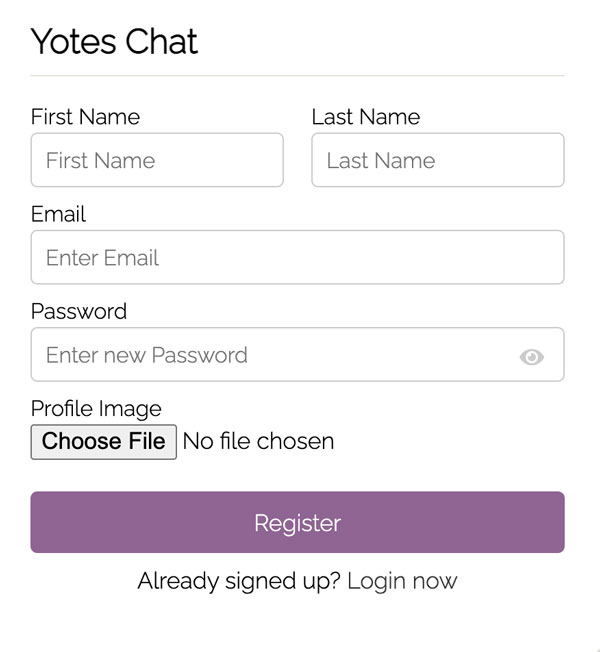 Yotes Chat
First Name Last Name
First Name Last Name
Email
Enter Email
Password
Enter new Password
Profile Image
Choose File No file chosen
Register
Already signed up? Login now